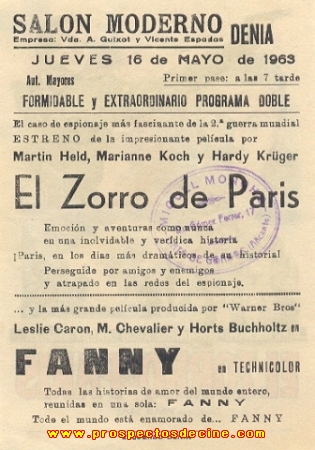 SALON MODERNO
Empresa: Vda. A. Guixot y Vicente Espadas
DENIA
JUEVES 16 de MAYO de 1963
Aut. Mayores
Primer pase: a las 7 tarde
FORMIDABLE y EXTRAORDINARIO PROGRAMA DOBLE
El caso de espionaje más fascinante de la 2.ª guerra mundial
ESTRENO de la impresionante película por
Martin Held, Marianne Koch y Hardy Krüger
El Zorro de Paris
Emoción y aventuras como nunca
en una inolvidable y verídica historia
¡Paris, en los dias más dramáticos de su historia!
Perseguido por amigos y enemigos
y atrapado en las redes del espionaje.
... y la más grande película producida por "Warner Bros"
Leslie Caron, M. Chevalier y Horts Buchholtz en
FANNY en TECHNICOLOR
Todas las historias de amor del mundo entero,
reunidas en una sola: FANNY
Todo el mundo está enamorado de... FANNY
www.prospectosdecine.com